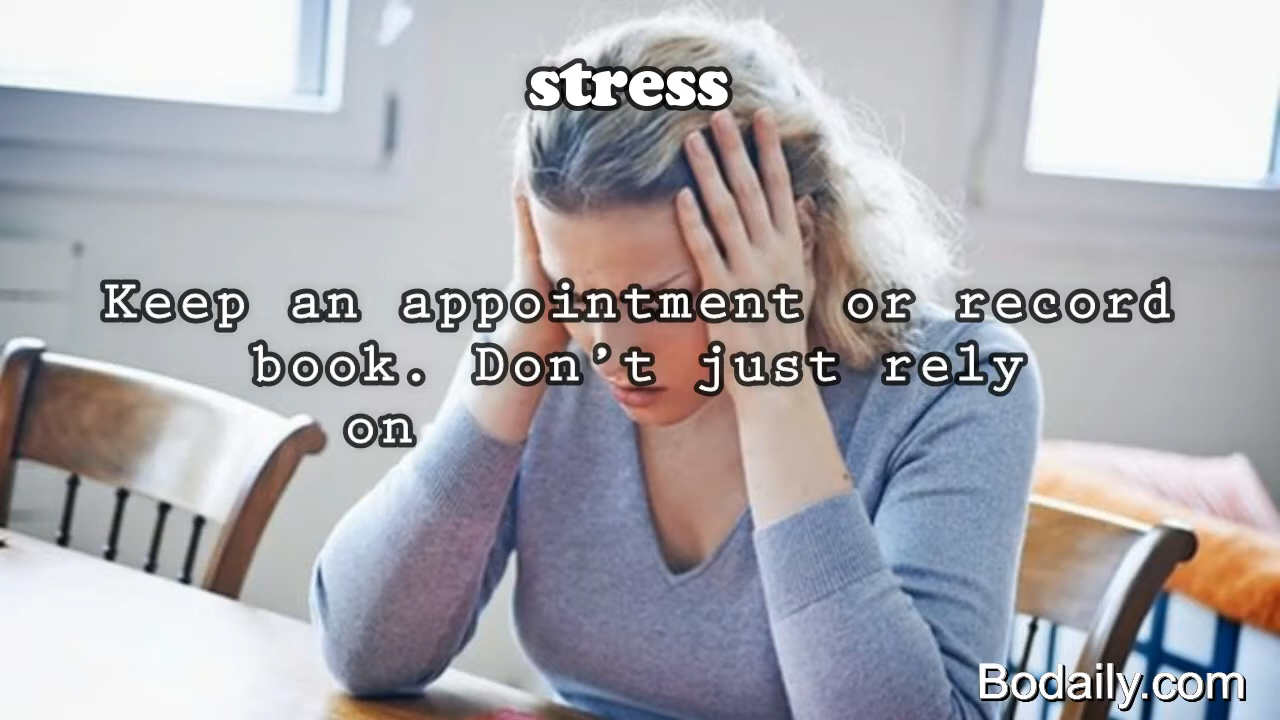 stress
Keep an appointment or record
book. Don’t just rely
on
Bodaily.com